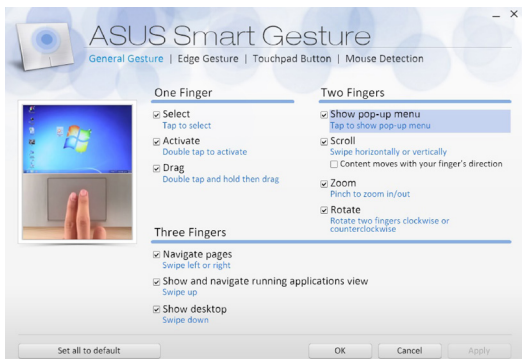 ASUS Smart Gesture
General Gesture | Edge Gesture | Touchpad Button | Mouse Detection
One Finger
Select
Tap to select
Activate
Double tap to activate
Drag
Double tap and hold then drag
Two Fingers
Show pop-up menu
Tap to show pop-up menu
Scroll
Swipe horizontally or vertically
Content moves with your finger's direction
Zoom
Pinch to zoom in/out
Rotate
Rotate two fingers clockwise or
counterclockwise
Three Fingers
Navigate pages
Swipe left or right
Show and navigate running applications view
Swipe up
Show desktop
Swipe down
Set all to default
OK
Cancel
Apply